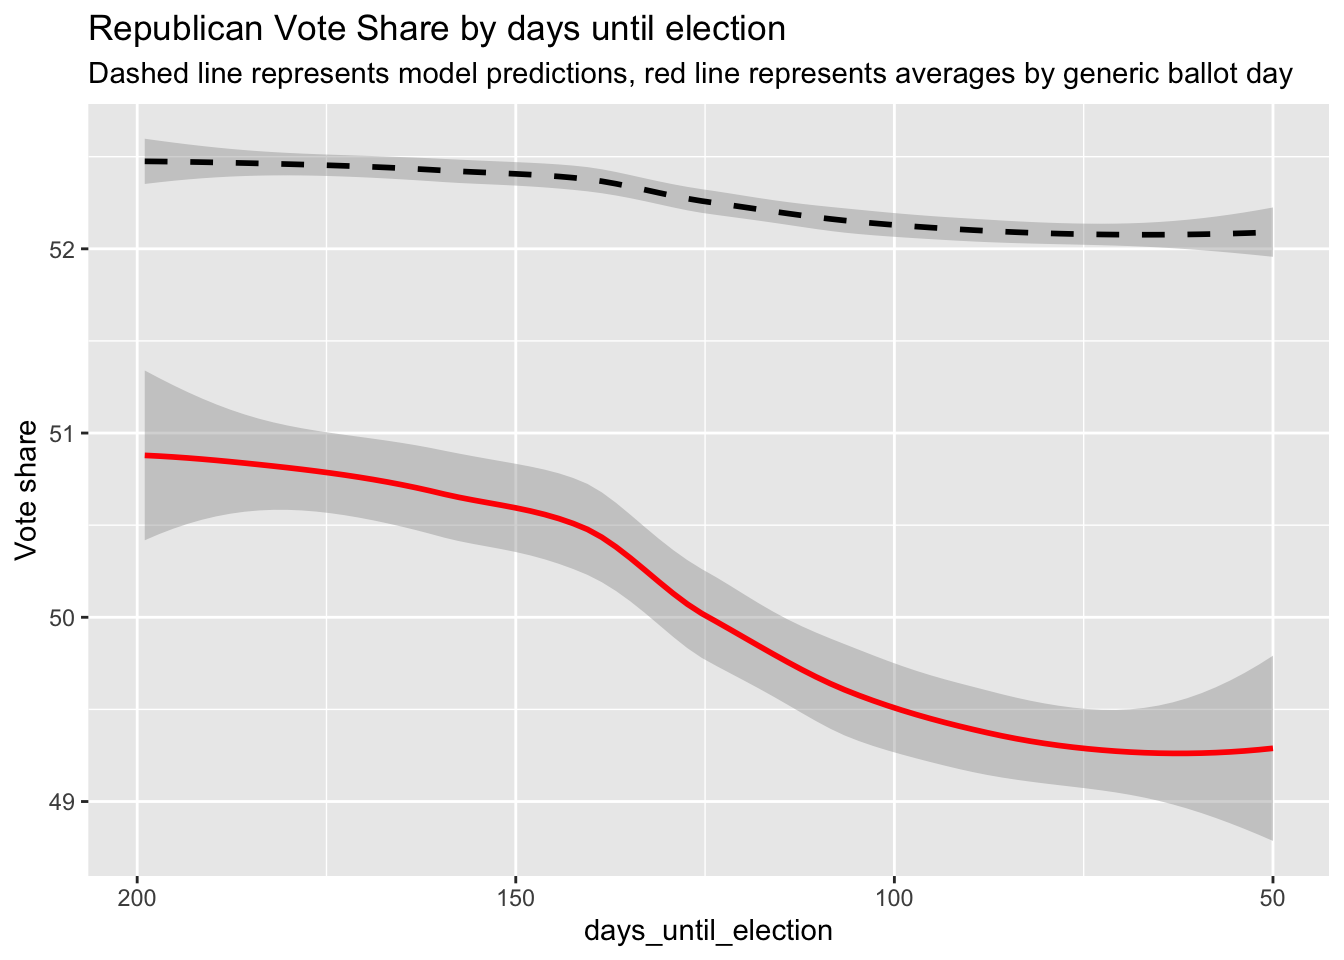 Republican Vote Share by days until election
Dashed line represents model predictions, red line represents averages by generic ballot day
Vote share
52
51
50
49
200 150 100 50
days_until_election